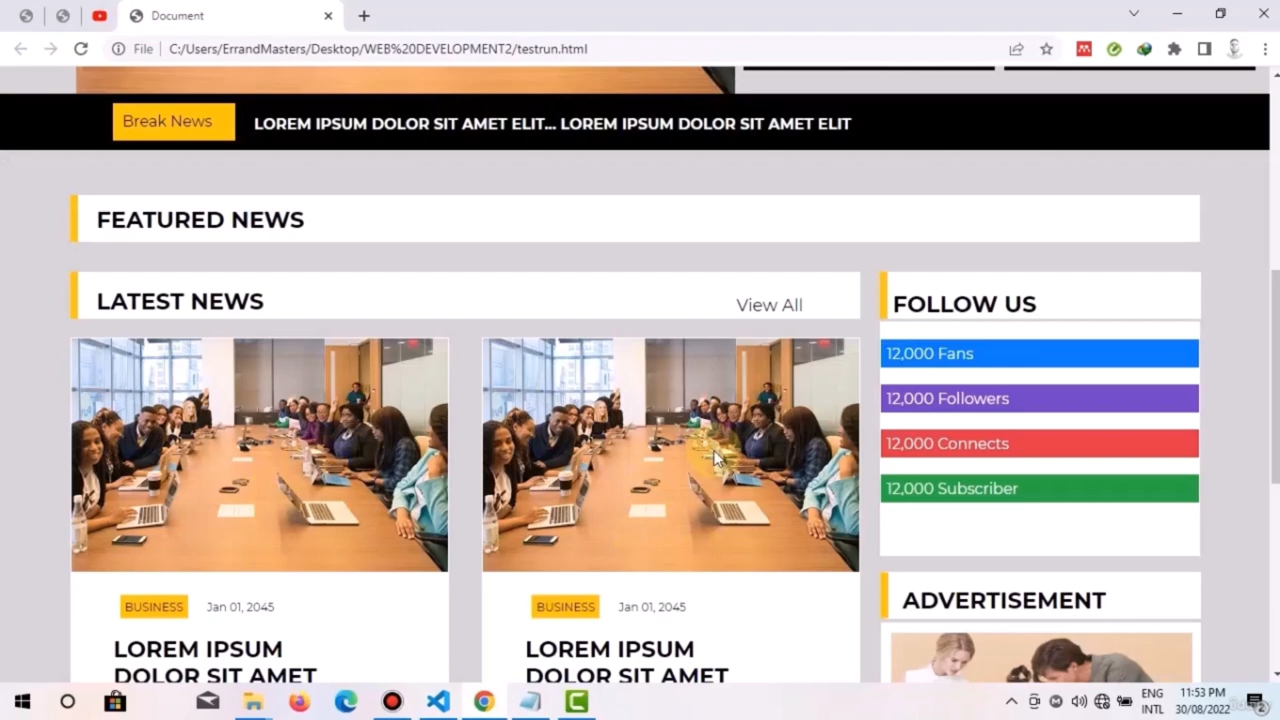 Document
File
C:/Users/ErrandMasters/Desktop/WEB%20DEVELOPMENT2/testrun.html
Break News
LOREM IPSUM DOLOR SIT AMET ELIT... LOREM IPSUM DOLOR SIT AMET ELIT
FEATURED NEWS
LATEST NEWS
View All
FOLLOW US
12,000 Fans
12,000 Followers
12,000 Connects
12,000 Subscriber
BUSINESS Jan 01, 2045
BUSINESS Jan 01, 2045
LOREM IPSUM
DOLOR SIT AMET
LOREM IPSUM
DOLOR SIT AMET
ADVERTISEMENT
ENG
INTL
11:53 PM
30/08/2022
2